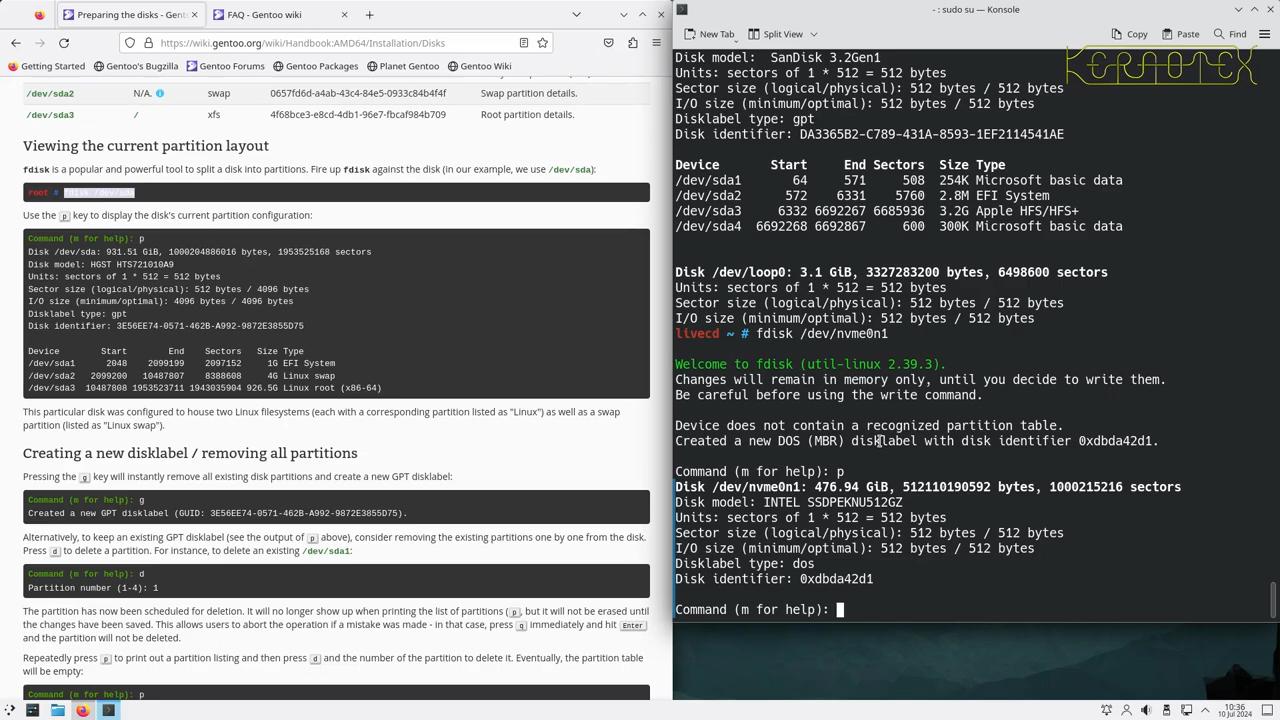 Preparing the disks - Gentoo
FAQ - Gentoo wiki
https://wiki.gentoo.org/wiki/Handbook:AMD64/Installation/Disks
Getting Started
Gentoo's Bugzilla
Gentoo Forums
Gentoo Packages
Planet Gentoo
Gentoo Wiki
/dev/sda2 N/A. swap 0657fd6d-a4ab-43c4-84e5-0933c84b4f4f Swap partition details.
/dev/sda3 / xfs 4f68bce3-e8cd-4db1-96e7-fbcaf984b709 Root partition details.
Viewing the current partition layout
fdisk is a popular and powerful tool to split a disk into partitions. Fire up fdisk against the disk (in our example, we use /dev/sda):
root # fdisk /dev/sda
Use the p key to display the disk's current partition configuration:
Command (m for help): p
Disk /dev/sda: 931.51 GiB, 1000204886016 bytes, 1953525168 sectors
Disk model: HGST HTS721010A9
Units: sectors of 1 * 512 = 512 bytes
Sector size (logical/physical): 512 bytes / 4096 bytes
I/O size (minimum/optimal): 4096 bytes / 4096 bytes
Disklabel type: gpt
Disk identifier: 3E56EE74-0571-462B-A992-9872E3855D75
Device Start End Sectors Size Type
/dev/sda1 2048 2099199 2097152 1G EFI System
/dev/sda2 2099200 10487807 8388608 4G Linux swap
/dev/sda3 10487808 1953523711 1943035904 926.5G Linux root (x86-64)
This particular disk was configured to house two Linux filesystems (each with a corresponding partition listed as "Linux") as well as a swap
partition (listed as "Linux swap").
Creating a new disklabel / removing all partitions
Pressing the g key will instantly remove all existing disk partitions and create a new GPT disklabel:
Command (m for help): g
Created a new GPT disklabel (GUID: 3E56EE74-0571-462B-A992-9872E3855D75).
Alternatively, to keep an existing GPT disklabel (see the output of p above), consider removing the existing partitions one by one from the disk.
Press d to delete a partition. For instance, to delete an existing /dev/sda1:
Command (m for help): d
Partition number (1-4): 1
The partition has now been scheduled for deletion. It will no longer show up when printing the list of partitions (p, but it will not be erased until
the changes have been saved. This allows users to abort the operation if a mistake was made - in that case, press q immediately and hit Enter
and the partition will not be deleted.
Repeatedly press p to print out a partition listing and then press d and the number of the partition to delete it. Eventually, the partition table
will be empty:
Command (m for help): p
- : sudo su — Konsole
New Tab
Split View
Copy
Paste
Find
KERNOTEX
Disk model: SanDisk 3.2Gen1
Units: sectors of 1 * 512 = 512 bytes
Sector size (logical/physical): 512 bytes / 512 bytes
I/O size (minimum/optimal): 512 bytes / 512 bytes
Disklabel type: gpt
Disk identifier: DA3365B2-C789-431A-8593-1EF2114541AE
Device Start End Sectors Size Type
/dev/sda1 64 571 508 254K Microsoft basic data
/dev/sda2 572 6331 5760 2.8M EFI System
/dev/sda3 6332 6692267 6685936 3.2G Apple HFS/HFS+
/dev/sda4 6692268 6692867 600 300K Microsoft basic data
Disk /dev/loop0: 3.1 GiB, 3327283200 bytes, 6498600 sectors
Units: sectors of 1 * 512 = 512 bytes
Sector size (logical/physical): 512 bytes / 512 bytes
I/O size (minimum/optimal): 512 bytes / 512 bytes
livecd ~ # fdisk /dev/nvme0n1
Welcome to fdisk (util-linux 2.39.3).
Changes will remain in memory only, until you decide to write them.
Be careful before using the write command.
Device does not contain a recognized partition table.
Created a new DOS (MBR) disklabel with disk identifier 0xdbda42d1.
Command (m for help): p
Disk /dev/nvme0n1: 476.94 GiB, 512110190592 bytes, 1000215216 sectors
Disk model: INTEL SSDPEKNU512GZ
Units: sectors of 1 * 512 = 512 bytes
Sector size (logical/physical): 512 bytes / 512 bytes
I/O size (minimum/optimal): 512 bytes / 512 bytes
Disklabel type: dos
Disk identifier: 0xdbda42d1
Command (m for help):
10:36
10 Jul 2024